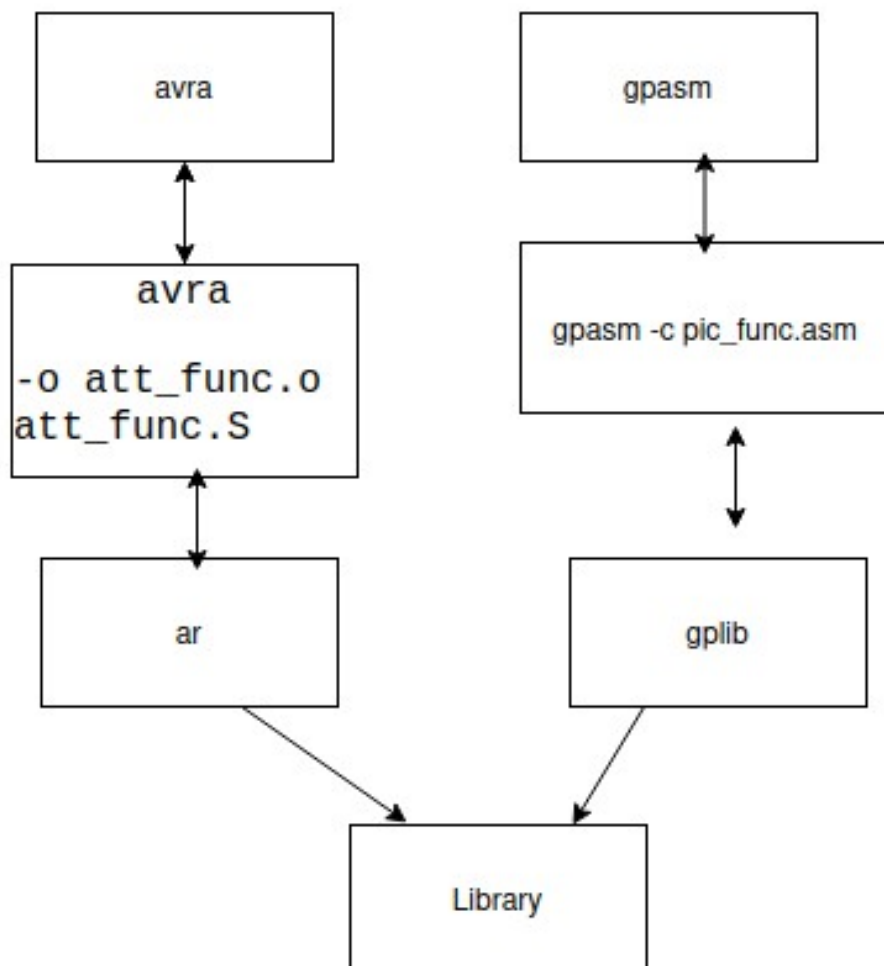 avra
gpasm
avra
-o att_func.o
att_func.S
gpasm -c pic_func.asm
ar
gplib
Library